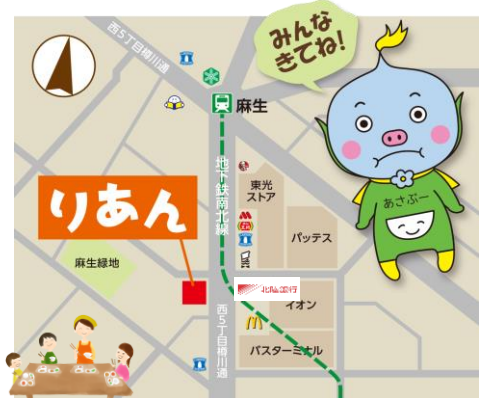 みんな
きてね!
西5丁目樽川通
麻生
地下鉄南北線
東光
ストア
りあん
パッテス
あさぶー
麻生緑地
北陸銀行
イオン
西5丁目樽川通
バスターミナル